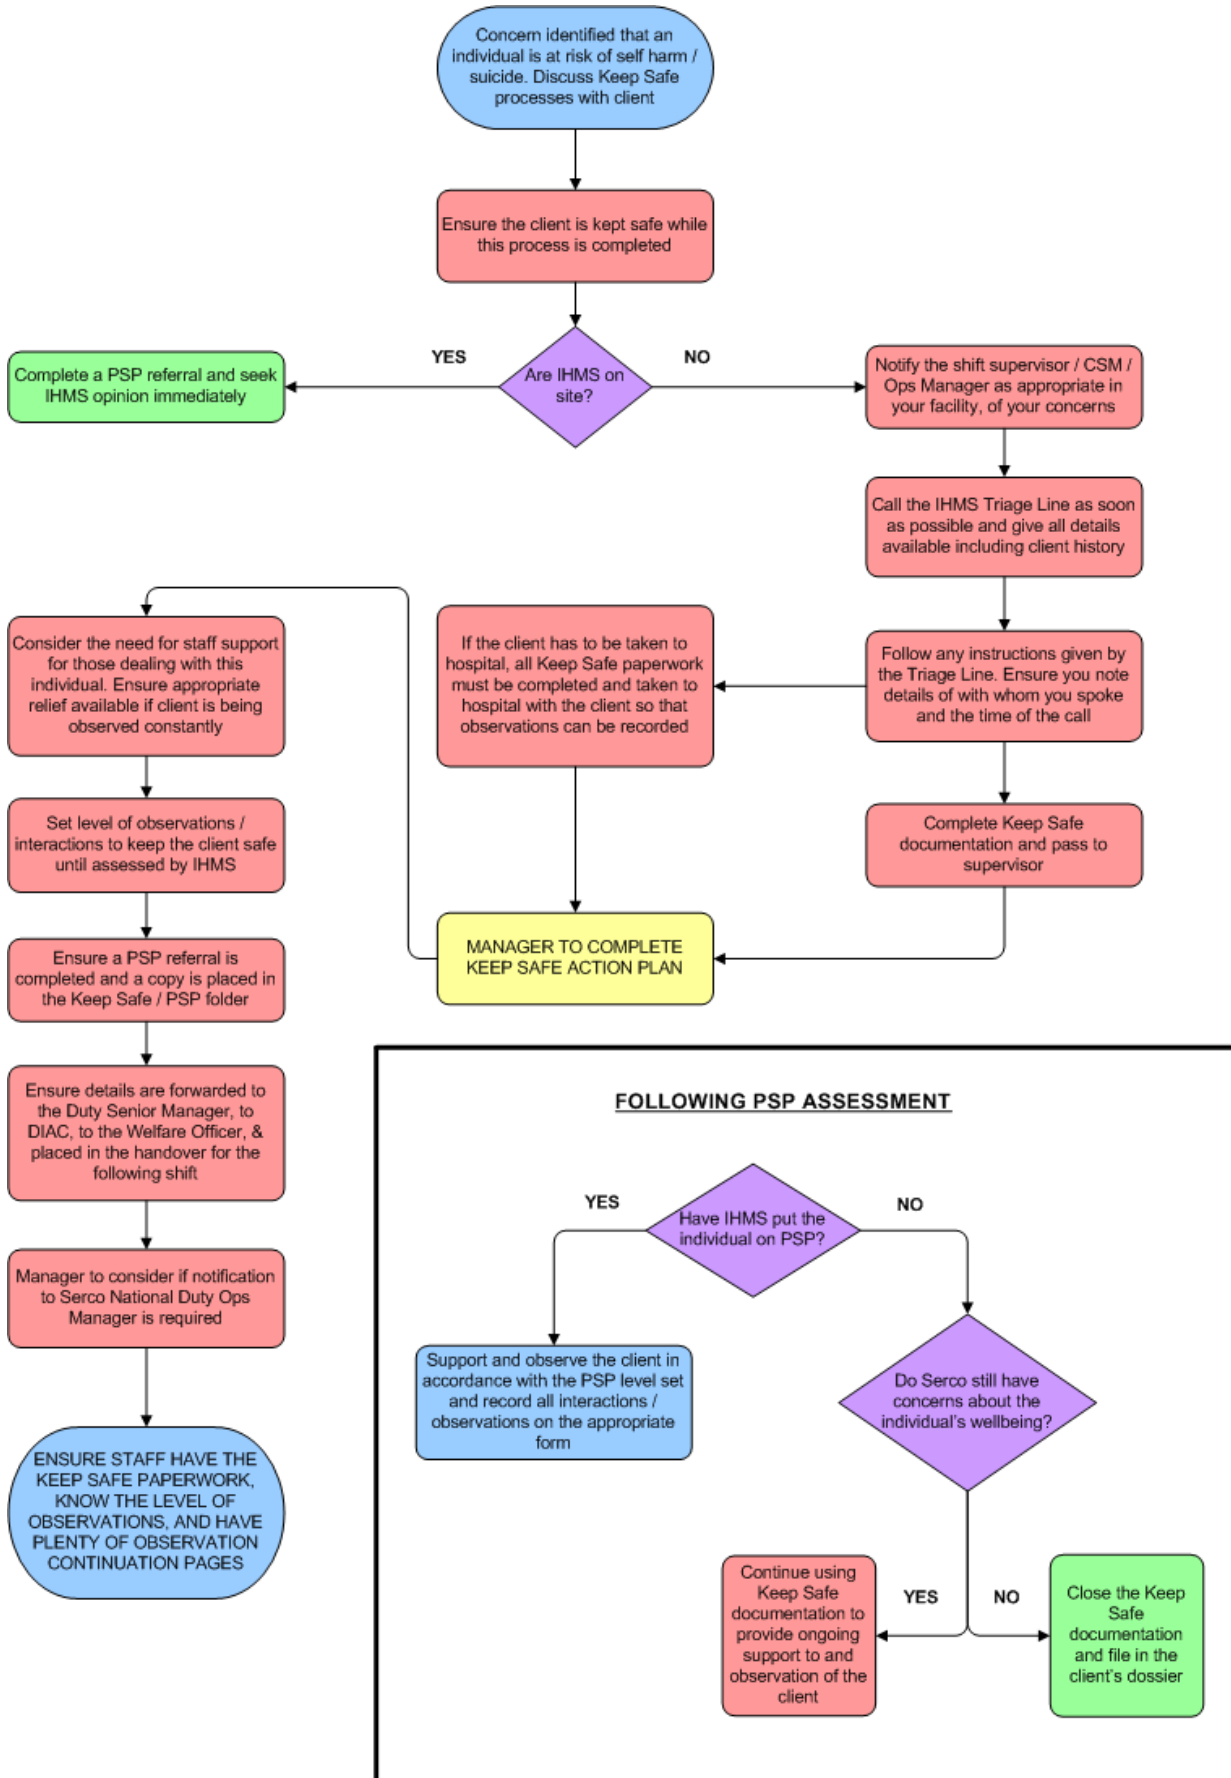 Concern identified that an
individual is at risk of self harm /
suicide. Discuss Keep Safe
processes with client
Ensure the client is kept safe while
this process is completed
YES
NO
Are IHMS on
site?
Complete a PSP referral and seek
IHMS opinion immediately
Notify the shift supervisor / CSM /
Ops Manager as appropriate in
your facility, of your concerns
Call the IHMS Triage Line as soon
as possible and give all details
available including client history
Follow any instructions given by
the Triage Line. Ensure you note
details of with whom you spoke
and the time of the call
If the client has to be taken to
hospital, all Keep Safe paperwork
must be completed and taken to
hospital with the client so that
observations can be recorded
Complete Keep Safe
documentation and pass to
supervisor
MANAGER TO COMPLETE
KEEP SAFE ACTION PLAN
Consider the need for staff support
for those dealing with this
individual. Ensure appropriate
relief available if client is being
observed constantly
Set level of observations /
interactions to keep the client safe
until assessed by IHMS
Ensure a PSP referral is
completed and a copy is placed in
the Keep Safe / PSP folder
Ensure details are forwarded to
the Duty Senior Manager, to
DIAC, to the Welfare Officer, &
placed in the handover for the
following shift
Manager to consider if notification
to Serco National Duty Ops
Manager is required
ENSURE STAFF HAVE THE
KEEP SAFE PAPERWORK,
KNOW THE LEVEL OF
OBSERVATIONS, AND HAVE
PLENTY OF OBSERVATION
CONTINUATION PAGES
FOLLOWING PSP ASSESSMENT
YES
NO
Have IHMS put the
individual on PSP?
Support and observe the client in
accordance with the PSP level set
and record all interactions /
observations on the appropriate
form
Do Serco still have
concerns about the
individual's wellbeing?
YES
NO
Continue using
Keep Safe
documentation to
provide ongoing
support to and
observation of the
client
Close the Keep
Safe
documentation
and file in the
client's dossier